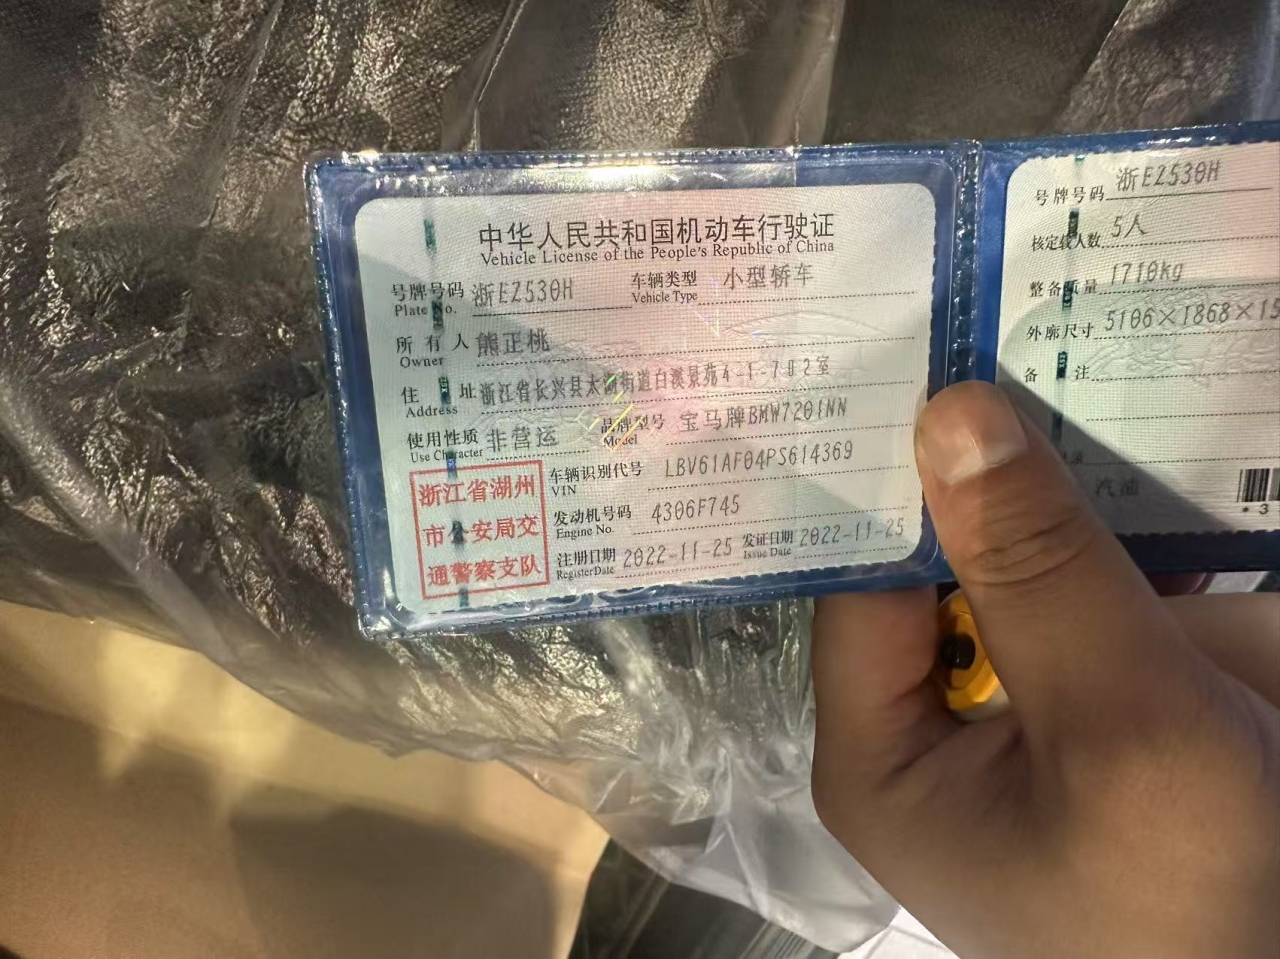 中华人民共和国机动车行驶证
Vehicle License of the People's Republic of China
号牌号码 浙EZ530H 车辆类型 小型轿车
Plate No. Vehicle Type
所有人 熊正桃
Owner
住址 浙江省长兴县太湖街道白溪景苑4-1-702室
Address
使用性质 非营运 品牌型号 宝马牌BMW7201NN
Use Character Model
浙江省湖州
市公安局交
通警察支队
车辆识别代号 LBV61AF04PS614369
VIN
发动机号码 4306F745
Engine No.
注册日期 2022-11-25 发证日期 2022-11-25
Register Date Issue Date
号牌号码 浙EZ530H
核定载人数 5人
整备质量 1710kg
外廓尺寸 5106×1868×15
备注
汽油
*3